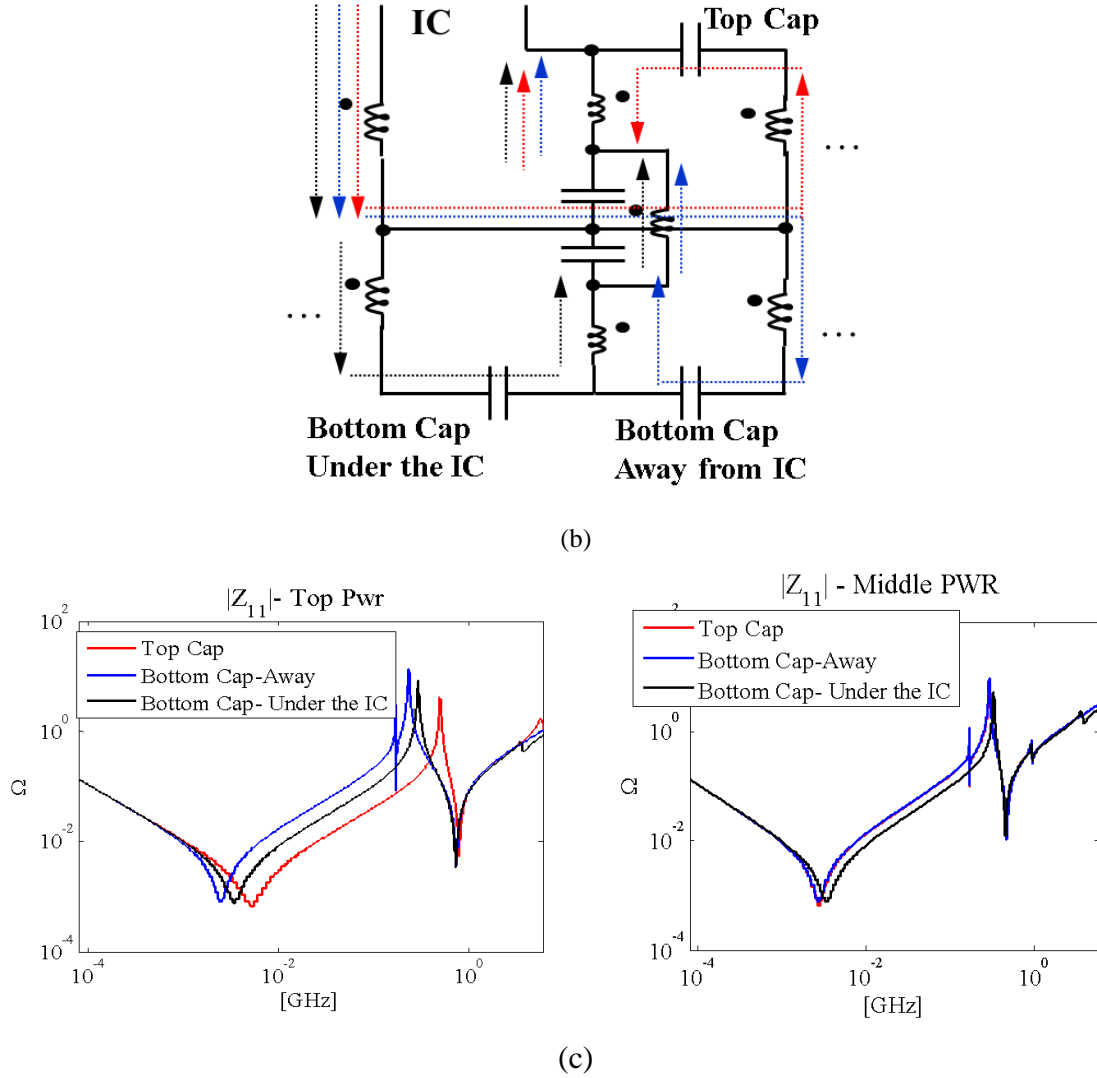 IC
Top Cap
. . .
. . .
. . .
Bottom Cap
Under the IC
Bottom Cap
Away from IC
(b)
|Z11|- Top Pwr
10^2
Top Cap
Bottom Cap-Away
Bottom Cap- Under the IC
10^0
Ω
10^-2
10^-4
10^-4
10^-2
10^0
[GHz]
|Z11| - Middle PWR
2
Top Cap
Bottom Cap-Away
Bottom Cap- Under the IC
10^0
Ω
10^-2
10^-4
10^-4
10^-2
10^0
[GHz]
(c)